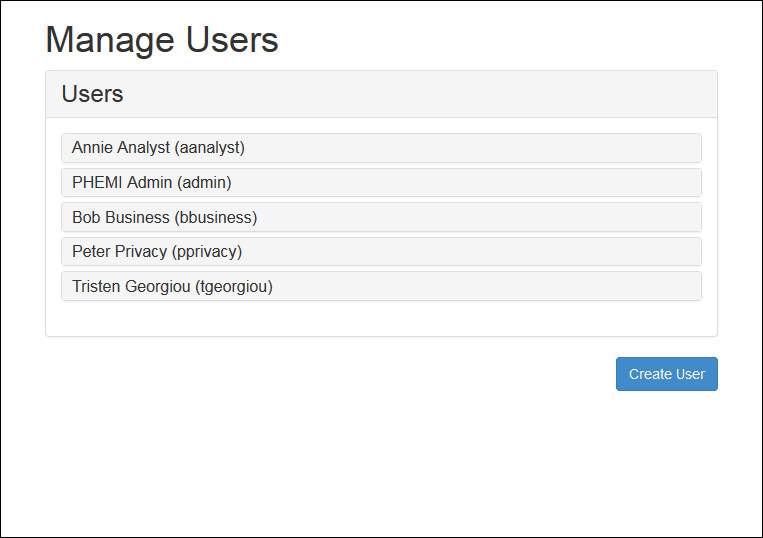 Manage Users
Users
Annie Analyst (aanalyst)
PHEMI Admin (admin)
Bob Business (bbusiness)
Peter Privacy (pprivacy)
Tristen Georgiou (tgeorgiou)
Create User